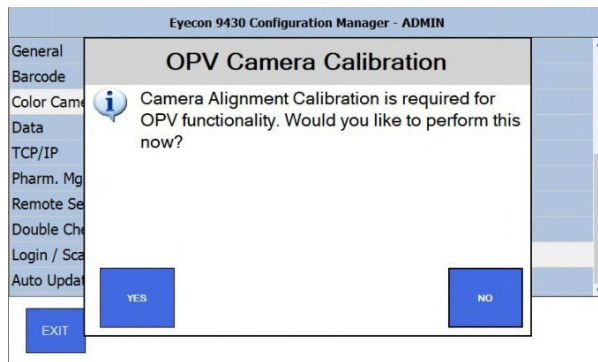 Eyecon 9430 Configuration Manager - ADMIN
General
Barcode
Color Came
Data
TCP/IP
Pharm. Mg
Remote Se
Double Che
Login / Sca
Auto Updat
OPV Camera Calibration
Camera Alignment Calibration is required for
OPV functionality. Would you like to perform this
now?
YES
NO
EXIT